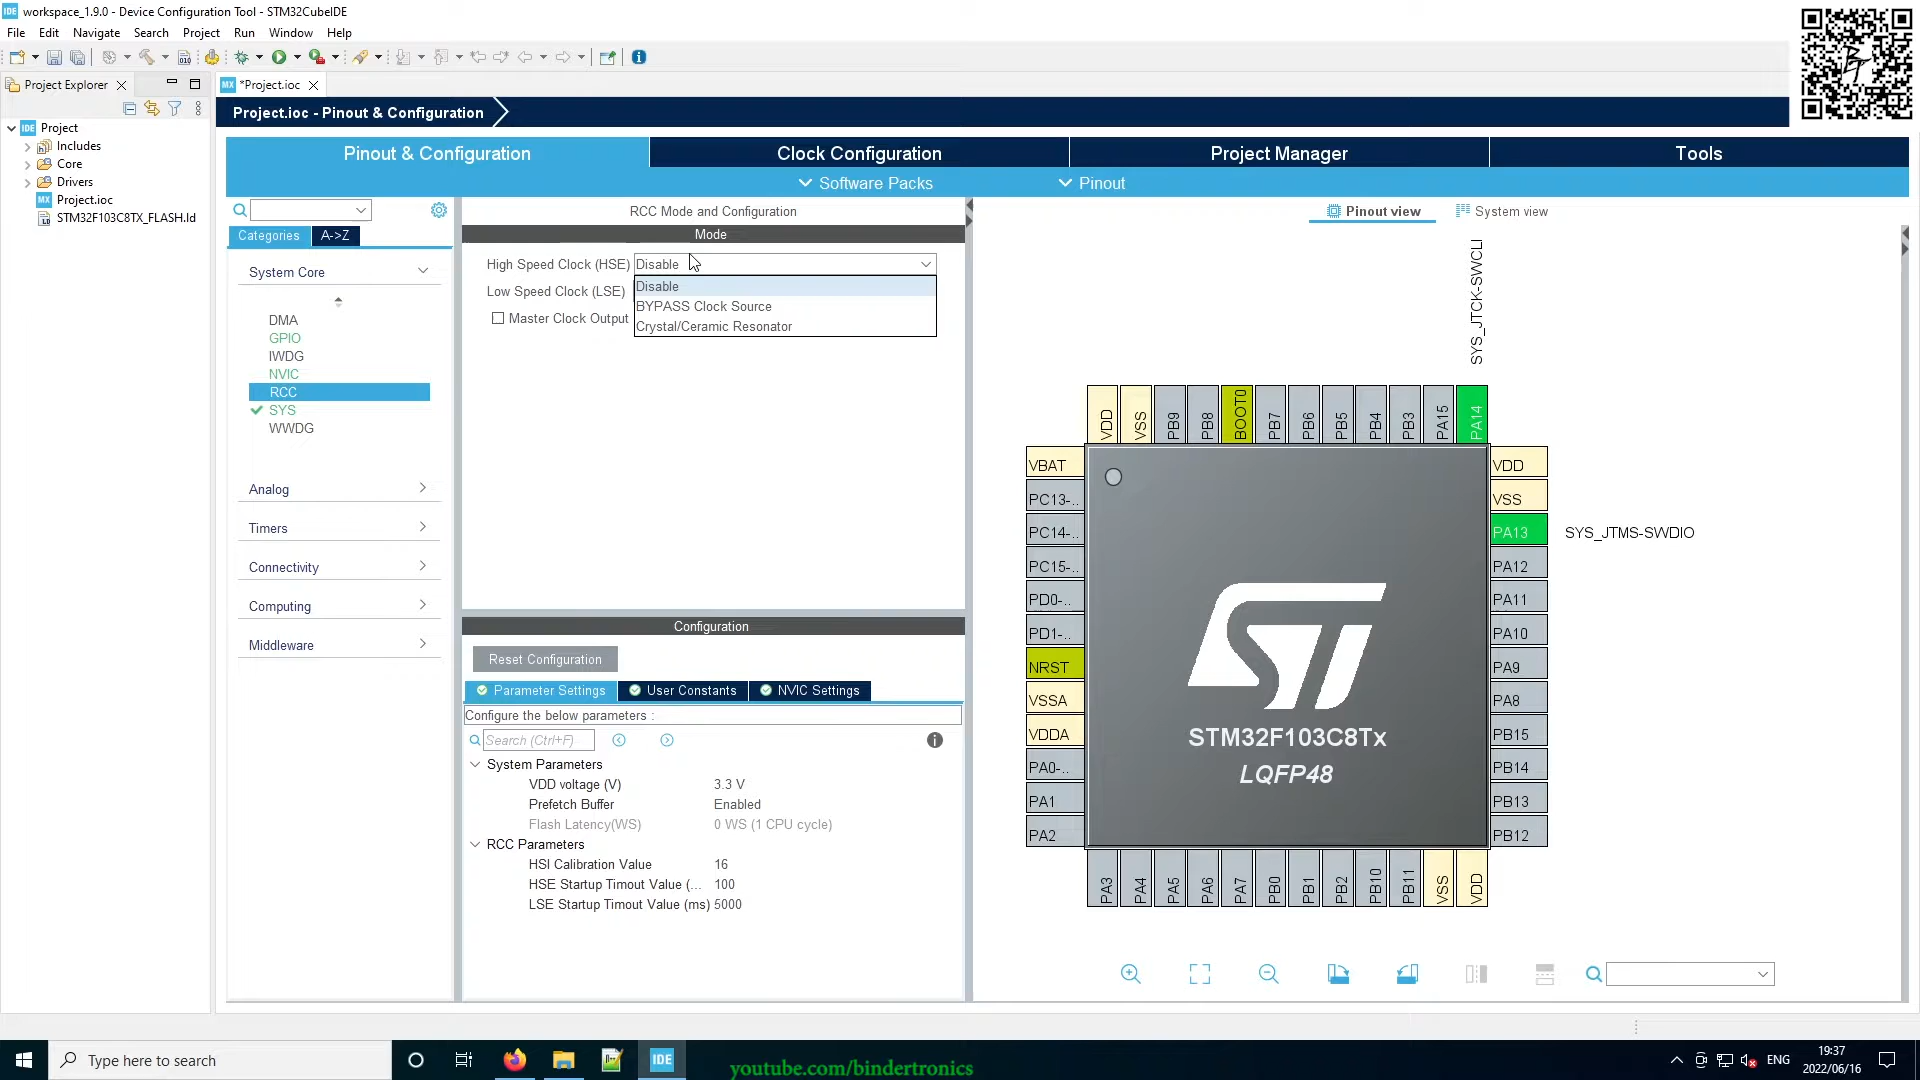 workspace_1.9.0 - Device Configuration Tool - STM32CubeIDE
File Edit Navigate Search Project Run Window Help
Project Explorer
*Project.ioc
Project.ioc - Pinout & Configuration
Project
Includes
Core
Drivers
Project.ioc
STM32F103C8TX_FLASH.ld
Pinout & Configuration
Clock Configuration
Project Manager
Tools
Software Packs
Pinout
Categories
A->Z
System Core
DMA
GPIO
IWDG
NVIC
RCC
SYS
WWDG
Analog
Timers
Connectivity
Computing
Middleware
RCC Mode and Configuration
Mode
High Speed Clock (HSE) Disable
Disable
Low Speed Clock (LSE)
BYPASS Clock Source
Master Clock Output
Crystal/Ceramic Resonator
Configuration
Reset Configuration
Parameter Settings
User Constants
NVIC Settings
Configure the below parameters :
Search (Ctrl+F)
System Parameters
VDD voltage (V) 3.3 V
Prefetch Buffer Enabled
Flash Latency(WS) 0 WS (1 CPU cycle)
RCC Parameters
HSI Calibration Value 16
HSE Startup Timout Value (... 100
LSE Startup Timout Value (ms) 5000
Pinout view
System view
SYS_JTCK-SWCLI
VDD
VSS
PB9
PB8
BOOT0
PB7
PB6
PB5
PB4
PB3
PA15
PA14
VBAT
PC13-..
PC14-..
PC15-..
PD0-..
PD1-..
NRST
VSSA
VDDA
PA0-..
PA1
PA2
VDD
VSS
PA13
SYS_JTMS-SWDIO
PA12
PA11
PA10
PA9
PA8
PB15
PB14
PB13
PB12
ST
STM32F103C8Tx
LQFP48
PA3
PA4
PA5
PA6
PA7
PB0
PB1
PB2
PB10
PB11
VSS
VDD
Type here to search
IDE
youtube.com/bindertronics
ENG
19:37
2022/06/16